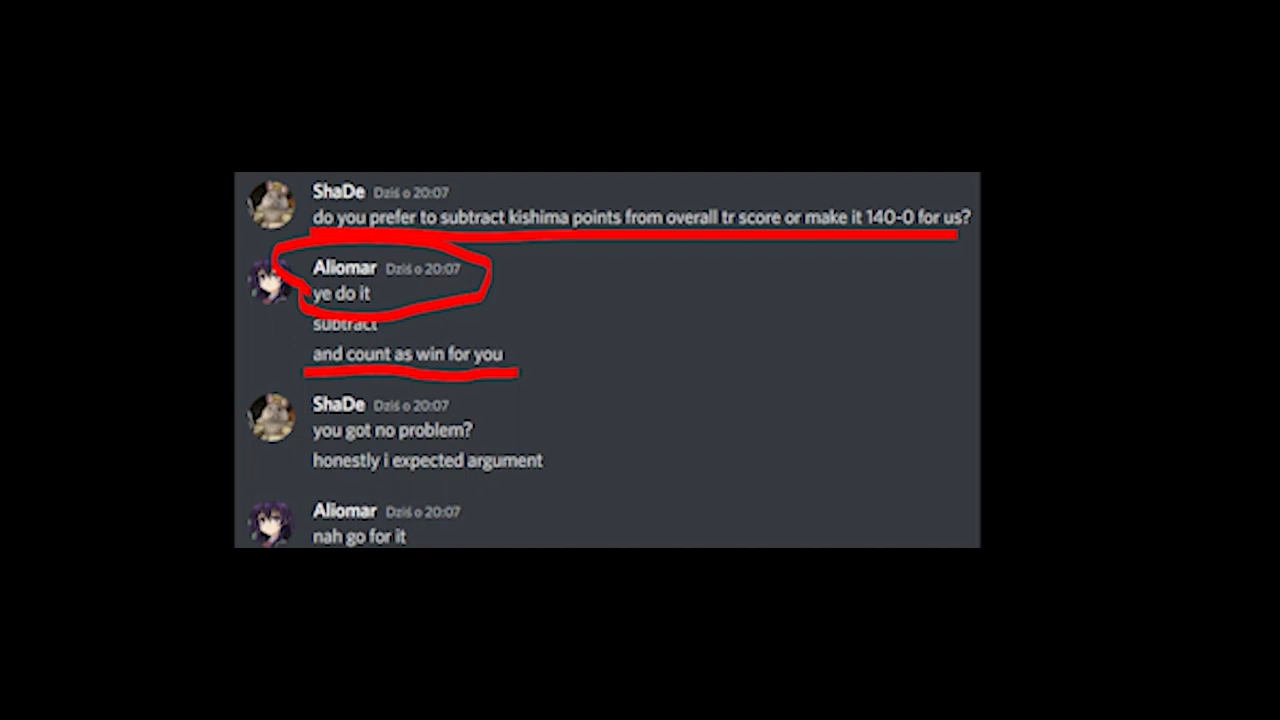 ShaDe Dziś o 20:07
do you prefer to subtract kishima points from overall tr score or make it 140-0 for us?
Aliomar Dziś o 20:07
ye do it
subtract
and count as win for you
ShaDe Dziś o 20:07
you got no problem?
honestly i expected argument
Aliomar Dziś o 20:07
nah go for it